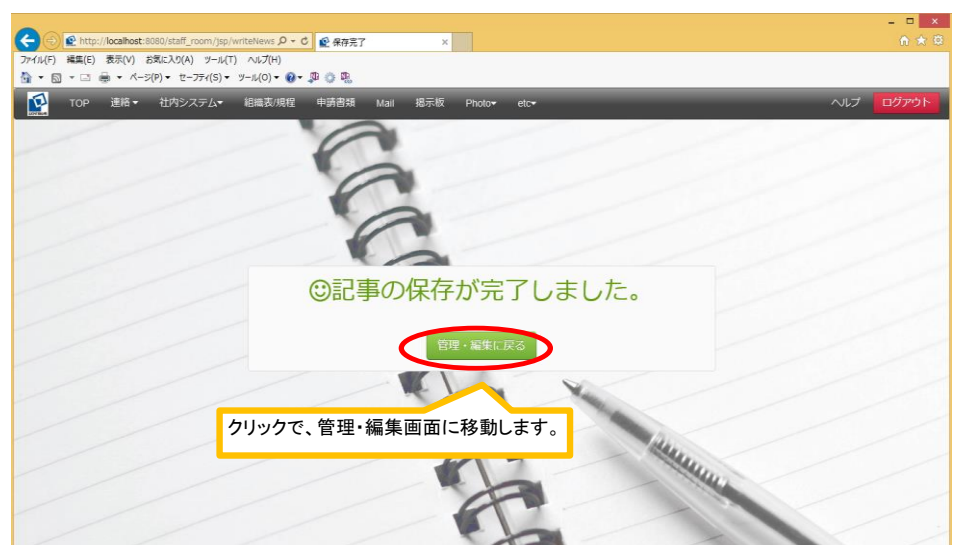 http://localhost:8080/staff_room/jsp/writeNews
保存完了
ファイル(F) 編集(E) 表示(V) お気に入り(A) ツール(T) ヘルプ(H)
ページ(P) セーフティ(S) ツール(O)
TOP 連絡 社内システム 組織表/規程 申請書類 Mail 掲示板 Photo etc ヘルプ ログアウト
記事の保存が完了しました。
管理・編集に戻る
クリックで、管理・編集画面に移動します。